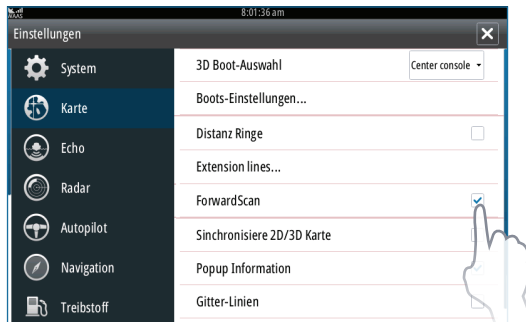 WAAS
8:01:36 am
Einstellungen
System
3D Boot-Auswahl
Center console
Karte
Boots-Einstellungen...
Distanz Ringe
Echo
Extension lines...
Radar
ForwardScan
Autopilot
Sinchronisiere 2D/3D Karte
Navigation
Popup Information
Treibstoff
Gitter-Linien